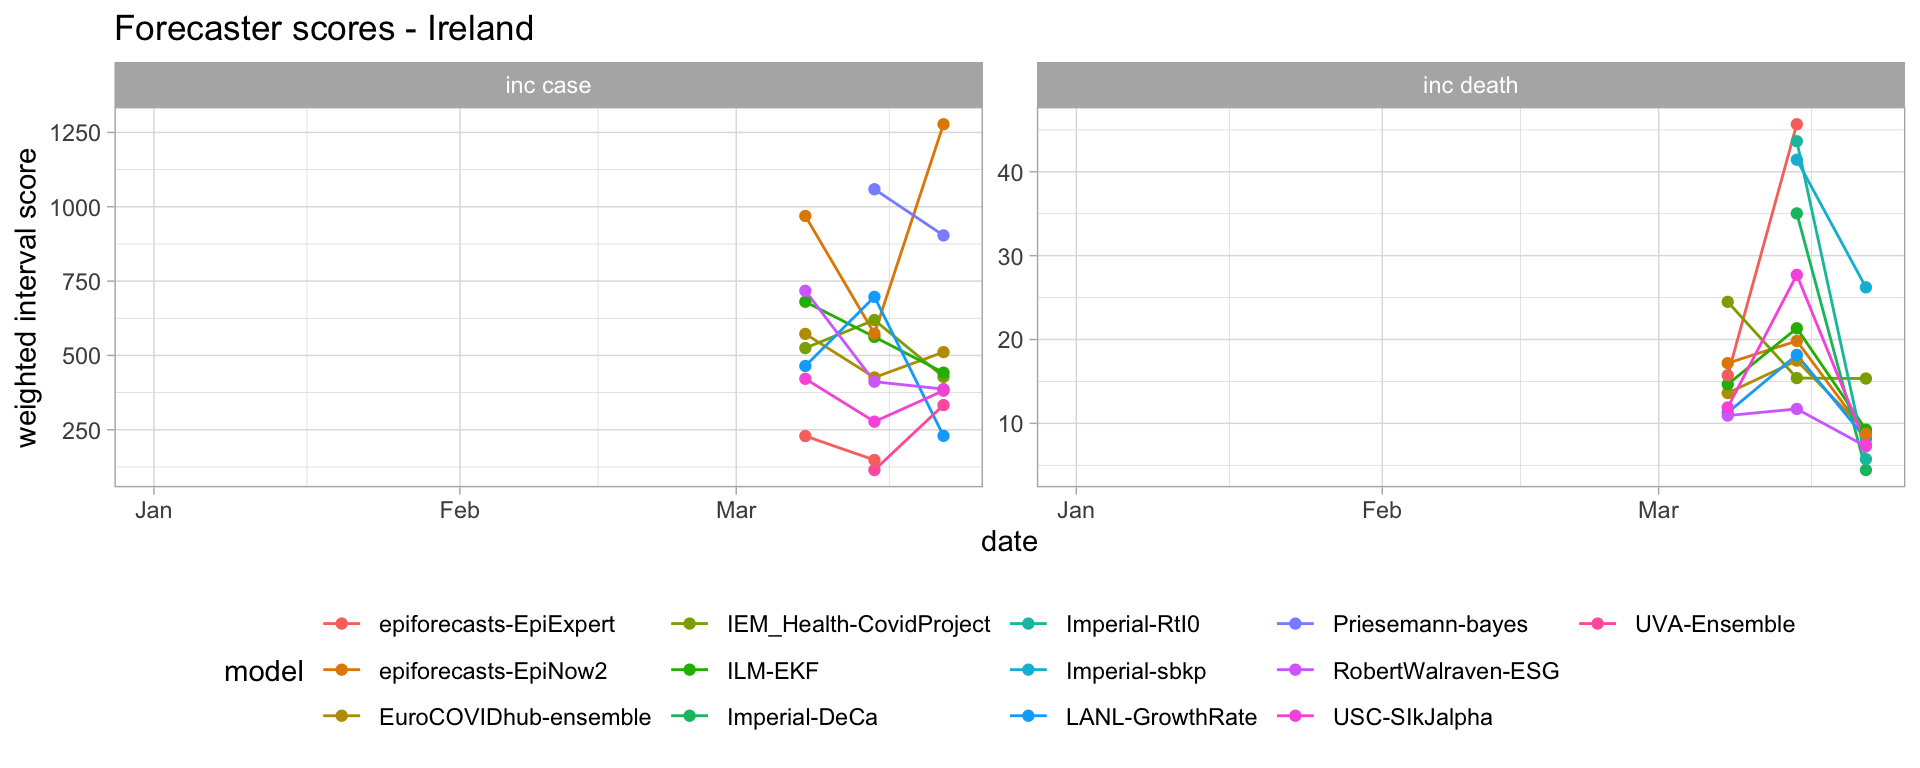 Forecaster scores - Ireland
inc case
inc death
weighted interval score
1250
1000
750
500
250
40
30
20
10
Jan
Feb
Mar
Jan
Feb
Mar
date
model
epiforecasts-EpiExpert
epiforecasts-EpiNow2
EuroCOVIDhub-ensemble
IEM_Health-CovidProject
ILM-EKF
Imperial-DeCa
Imperial-RtI0
Imperial-sbkp
LANL-GrowthRate
Priesemann-bayes
RobertWalraven-ESG
USC-SIkJalpha
UVA-Ensemble